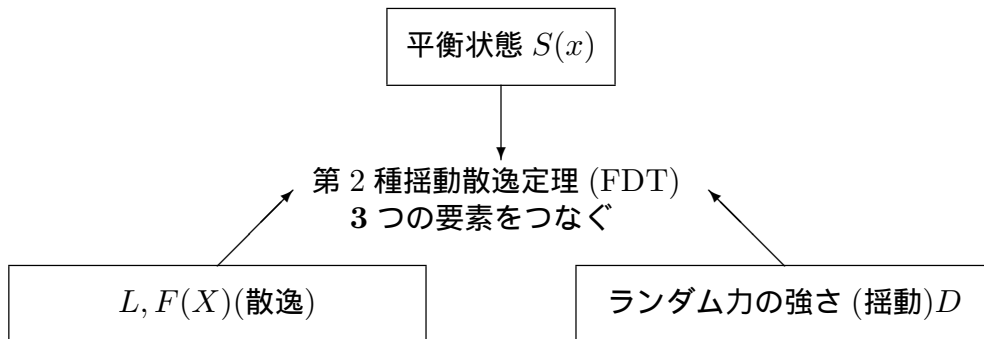 平衡状態 S(x)
第 2 種揺動散逸定理 (FDT)
3 つの要素をつなぐ
L, F(X)(散逸)
ランダム力の強さ (揺動)D